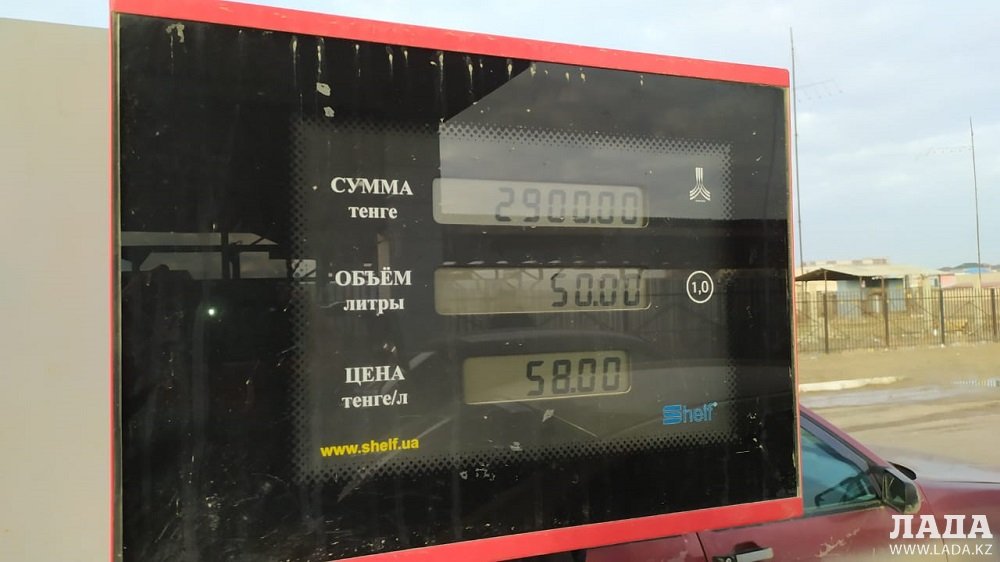 СУММА
тенге
2900.00
ОБЪЁМ
литры
50.00
1,0
ЦЕНА
тенге/л
58.00
Shelf
www.shelf.ua
ЛАДА
WWW.LADA.KZ